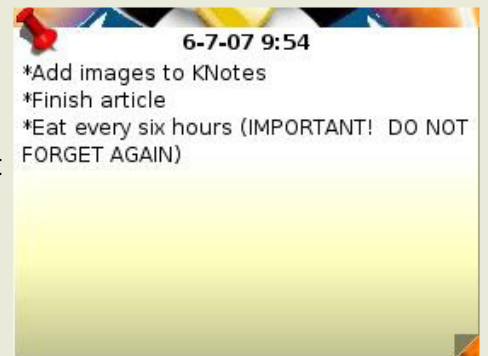 6-7-07 9:54
*Add images to KNotes
*Finish article
*Eat every six hours (IMPORTANT!  DO NOT
FORGET AGAIN)